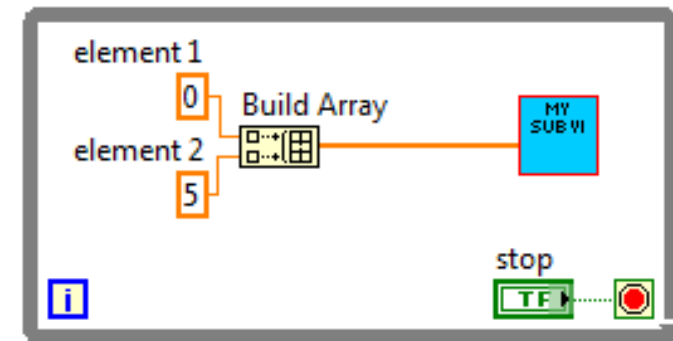 element 1
0
Build Array
element 2
5
MY
SUB VI
stop
TF
i